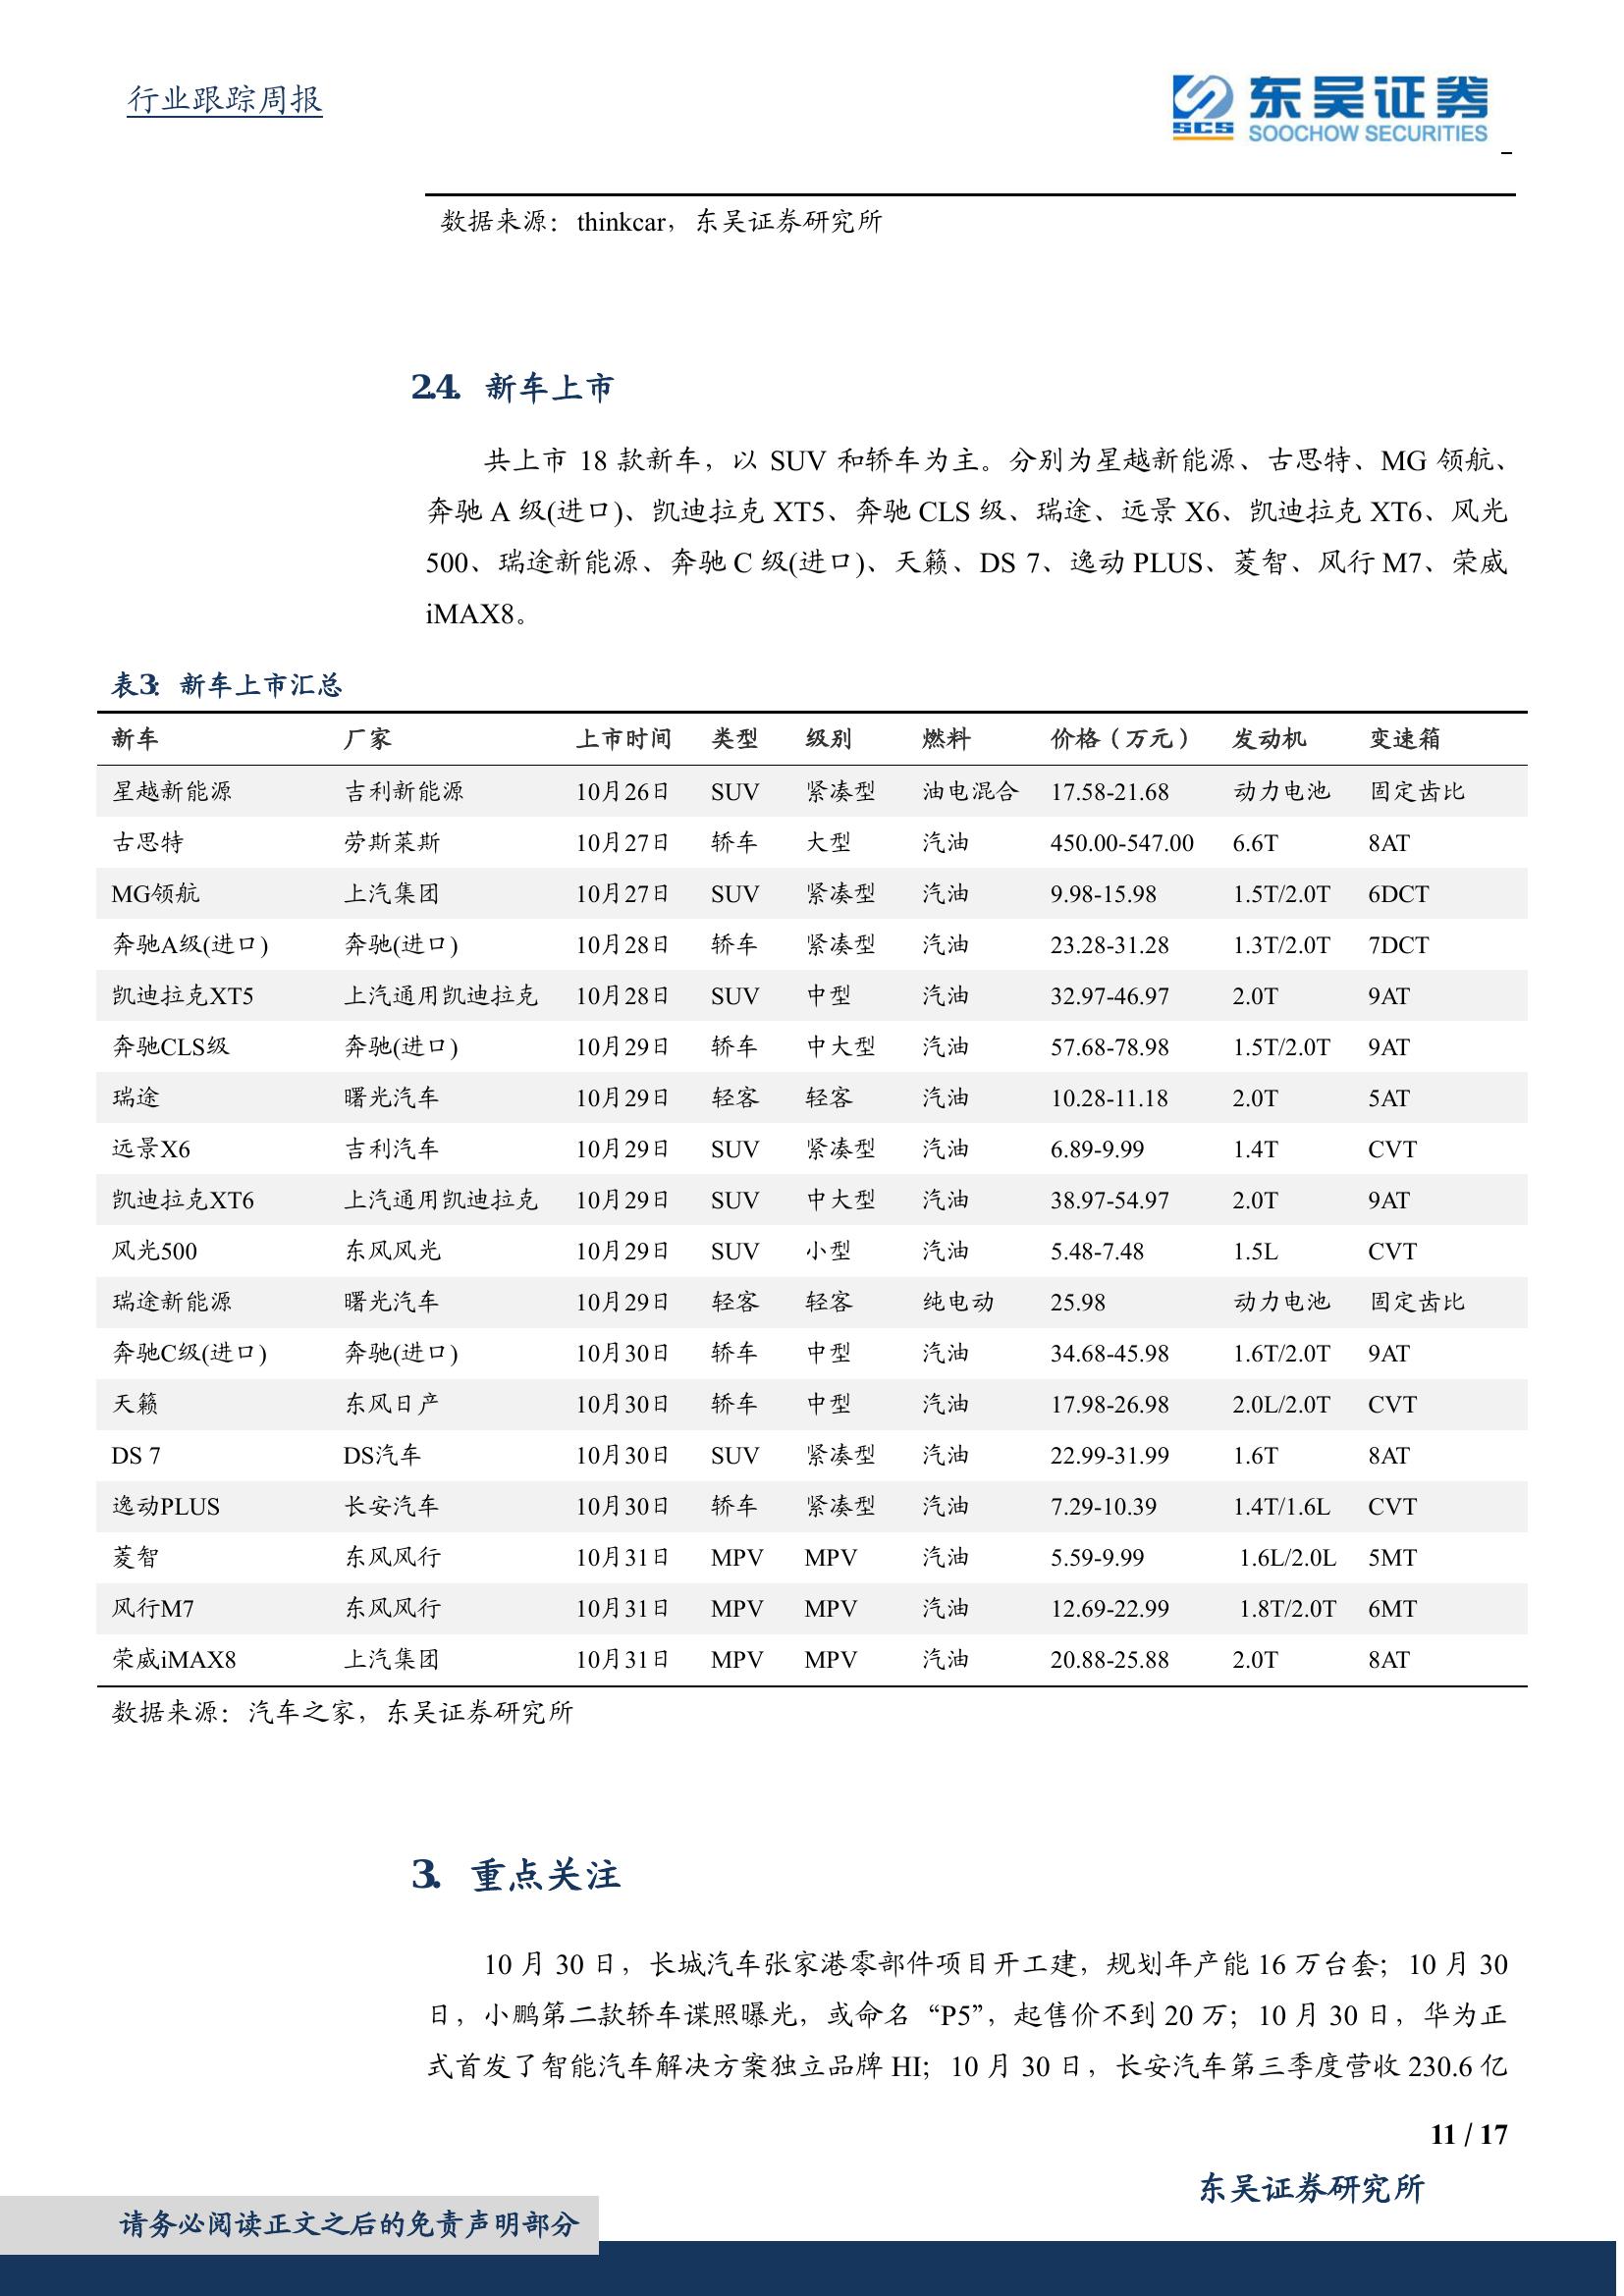 行业跟踪周报
SCS 东吴证券
SOOCHOW SECURITIES
数据来源：thinkcar，东吴证券研究所
2.4. 新车上市
共上市 18 款新车，以 SUV 和轿车为主。分别为星越新能源、古思特、MG 领航、
奔驰 A 级(进口)、凯迪拉克 XT5、奔驰 CLS 级、瑞途、远景 X6、凯迪拉克 XT6、风光
500、瑞途新能源、奔驰 C 级(进口)、天籁、DS 7、逸动 PLUS、菱智、风行 M7、荣威
iMAX8。
表3：新车上市汇总
新车 厂家 上市时间 类型 级别 燃料 价格（万元） 发动机 变速箱
星越新能源 吉利新能源 10月26日 SUV 紧凑型 油电混合 17.58-21.68 动力电池 固定齿比
古思特 劳斯莱斯 10月27日 轿车 大型 汽油 450.00-547.00 6.6T 8AT
MG领航 上汽集团 10月27日 SUV 紧凑型 汽油 9.98-15.98 1.5T/2.0T 6DCT
奔驰A级(进口) 奔驰(进口) 10月28日 轿车 紧凑型 汽油 23.28-31.28 1.3T/2.0T 7DCT
凯迪拉克XT5 上汽通用凯迪拉克 10月28日 SUV 中型 汽油 32.97-46.97 2.0T 9AT
奔驰CLS级 奔驰(进口) 10月29日 轿车 中大型 汽油 57.68-78.98 1.5T/2.0T 9AT
瑞途 曙光汽车 10月29日 轻客 轻客 汽油 10.28-11.18 2.0T 5AT
远景X6 吉利汽车 10月29日 SUV 紧凑型 汽油 6.89-9.99 1.4T CVT
凯迪拉克XT6 上汽通用凯迪拉克 10月29日 SUV 中大型 汽油 38.97-54.97 2.0T 9AT
风光500 东风风光 10月29日 SUV 小型 汽油 5.48-7.48 1.5L CVT
瑞途新能源 曙光汽车 10月29日 轻客 轻客 纯电动 25.98 动力电池 固定齿比
奔驰C级(进口) 奔驰(进口) 10月30日 轿车 中型 汽油 34.68-45.98 1.6T/2.0T 9AT
天籁 东风日产 10月30日 轿车 中型 汽油 17.98-26.98 2.0L/2.0T CVT
DS 7 DS汽车 10月30日 SUV 紧凑型 汽油 22.99-31.99 1.6T 8AT
逸动PLUS 长安汽车 10月30日 轿车 紧凑型 汽油 7.29-10.39 1.4T/1.6L CVT
菱智 东风风行 10月31日 MPV MPV 汽油 5.59-9.99 1.6L/2.0L 5MT
风行M7 东风风行 10月31日 MPV MPV 汽油 12.69-22.99 1.8T/2.0T 6MT
荣威iMAX8 上汽集团 10月31日 MPV MPV 汽油 20.88-25.88 2.0T 8AT
数据来源：汽车之家，东吴证券研究所
3. 重点关注
10 月 30 日，长城汽车张家港零部件项目开工建，规划年产能 16 万台套；10 月 30
日，小鹏第二款轿车谍照曝光，或命名“P5”，起售价不到 20 万；10 月 30 日，华为正
式首发了智能汽车解决方案独立品牌 HI；10 月 30 日，长安汽车第三季度营收 230.6 亿
11 / 17
东吴证券研究所
请务必阅读正文之后的免责声明部分